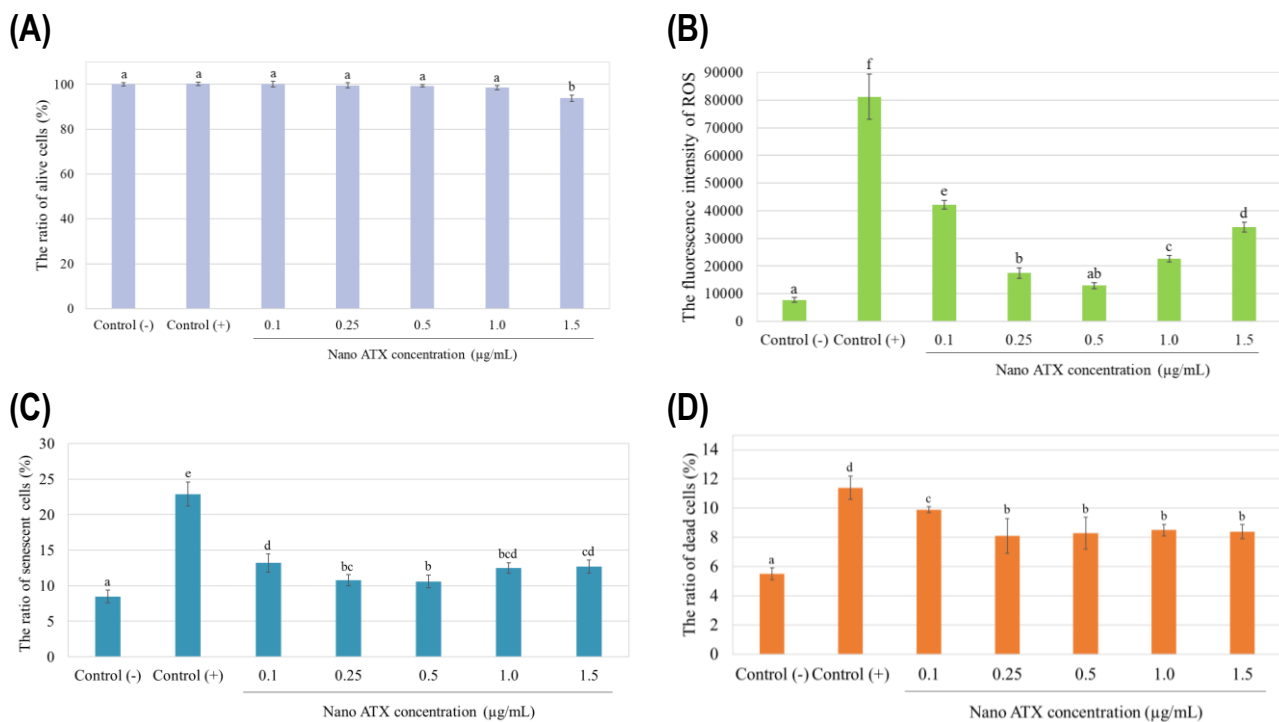 (A)
The ratio of alive cells (%)
100
80
60
40
20
0
a a a a a a b
Control (-) Control (+) 0.1 0.25 0.5 1.0 1.5
Nano ATX concentration (µg/mL)
(B)
The fluorescence intensity of ROS
90000
80000
70000
60000
50000
40000
30000
20000
10000
0
a f e b ab c d
Control (-) Control (+) 0.1 0.25 0.5 1.0 1.5
Nano ATX concentration (µg/mL)
(C)
The ratio of senescent cells (%)
30
25
20
15
10
5
0
a e d bc b bcd cd
Control (-) Control (+) 0.1 0.25 0.5 1.0 1.5
Nano ATX concentration (µg/mL)
(D)
The ratio of dead cells (%)
14
12
10
8
6
4
2
0
a d c b b b b
Control (-) Control (+) 0.1 0.25 0.5 1.0 1.5
Nano ATX concentration (µg/mL)